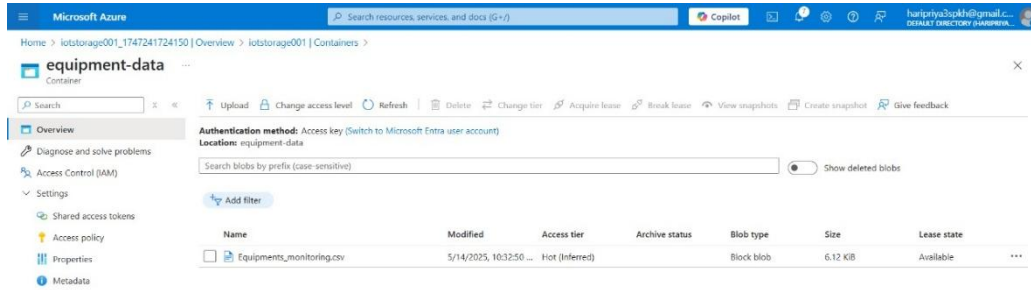 Microsoft Azure
Search resources, services, and docs (G+/)
Copilot
haripriya3spkh@gmail.c...
DEFAULT DIRECTORY (HARIPRIYA...
Home > iotstorage001_1747241724150 | Overview > iotstorage001 | Containers >
equipment-data ...
Container
Search
Upload Change access level Refresh Delete Change tier Acquire lease Break lease View snapshots Create snapshot Give feedback
Overview
Diagnose and solve problems
Access Control (IAM)
Settings
Shared access tokens
Access policy
Properties
Metadata
Authentication method: Access key (Switch to Microsoft Entra user account)
Location: equipment-data
Search blobs by prefix (case-sensitive)
Show deleted blobs
Add filter
Name Modified Access tier Archive status Blob type Size Lease state
Equipments_monitoring.csv 5/14/2025, 10:32:50 ... Hot (Inferred) Block blob 6.12 KiB Available ...